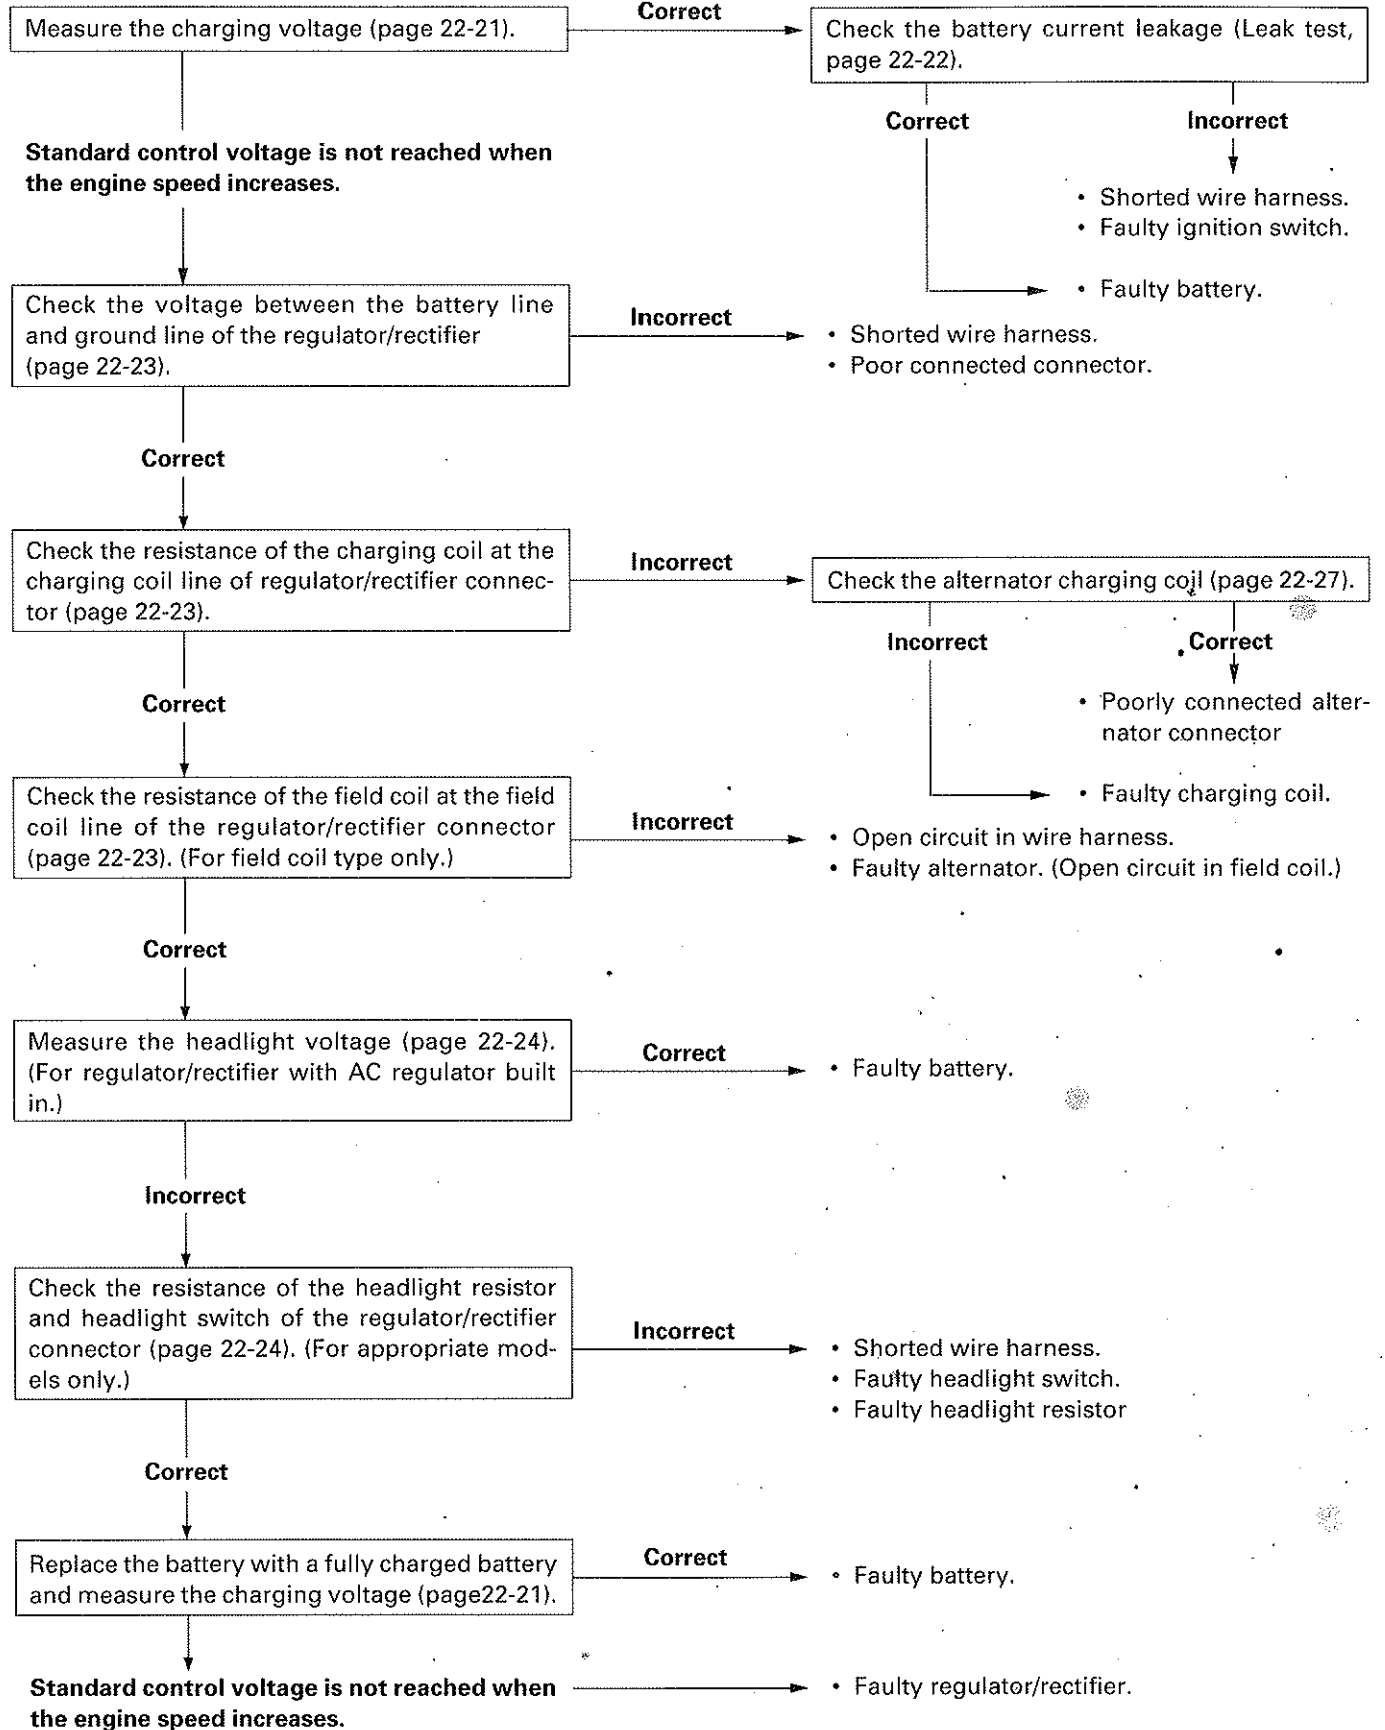 Measure the charging voltage (page 22-21).
Correct
Check the battery current leakage (Leak test,
page 22-22).
Correct
Incorrect
• Shorted wire harness.
• Faulty ignition switch.
• Faulty battery.
Standard control voltage is not reached when
the engine speed increases.
Check the voltage between the battery line
and ground line of the regulator/rectifier
(page 22-23).
Incorrect
• Shorted wire harness.
• Poor connected connector.
Correct
Check the resistance of the charging coil at the
charging coil line of regulator/rectifier connec-
tor (page 22-23).
Incorrect
Check the alternator charging coil (page 22-27).
Incorrect
Correct
• Poorly connected alter-
nator connector
• Faulty charging coil.
Correct
Check the resistance of the field coil at the field
coil line of the regulator/rectifier connector
(page 22-23). (For field coil type only.)
Incorrect
• Open circuit in wire harness.
• Faulty alternator. (Open circuit in field coil.)
Correct
Measure the headlight voltage (page 22-24).
(For regulator/rectifier with AC regulator built
in.)
Correct
• Faulty battery.
Incorrect
Check the resistance of the headlight resistor
and headlight switch of the regulator/rectifier
connector (page 22-24). (For appropriate mod-
els only.)
Incorrect
• Shorted wire harness.
• Faulty headlight switch.
• Faulty headlight resistor
Correct
Replace the battery with a fully charged battery
and measure the charging voltage (page22-21).
Correct
• Faulty battery.
Standard control voltage is not reached when
the engine speed increases.
• Faulty regulator/rectifier.